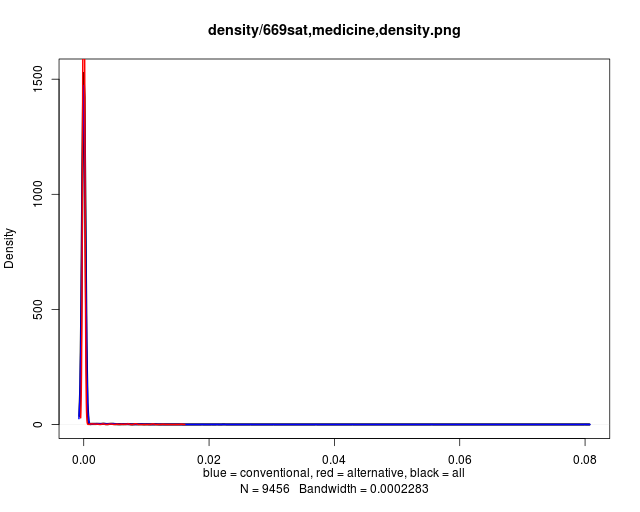 density/669sat,medicine,density.png
1500
1000
500
0
Density
0.00 0.02 0.04 0.06 0.08
blue = conventional, red = alternative, black = all
N = 9456 Bandwidth = 0.0002283